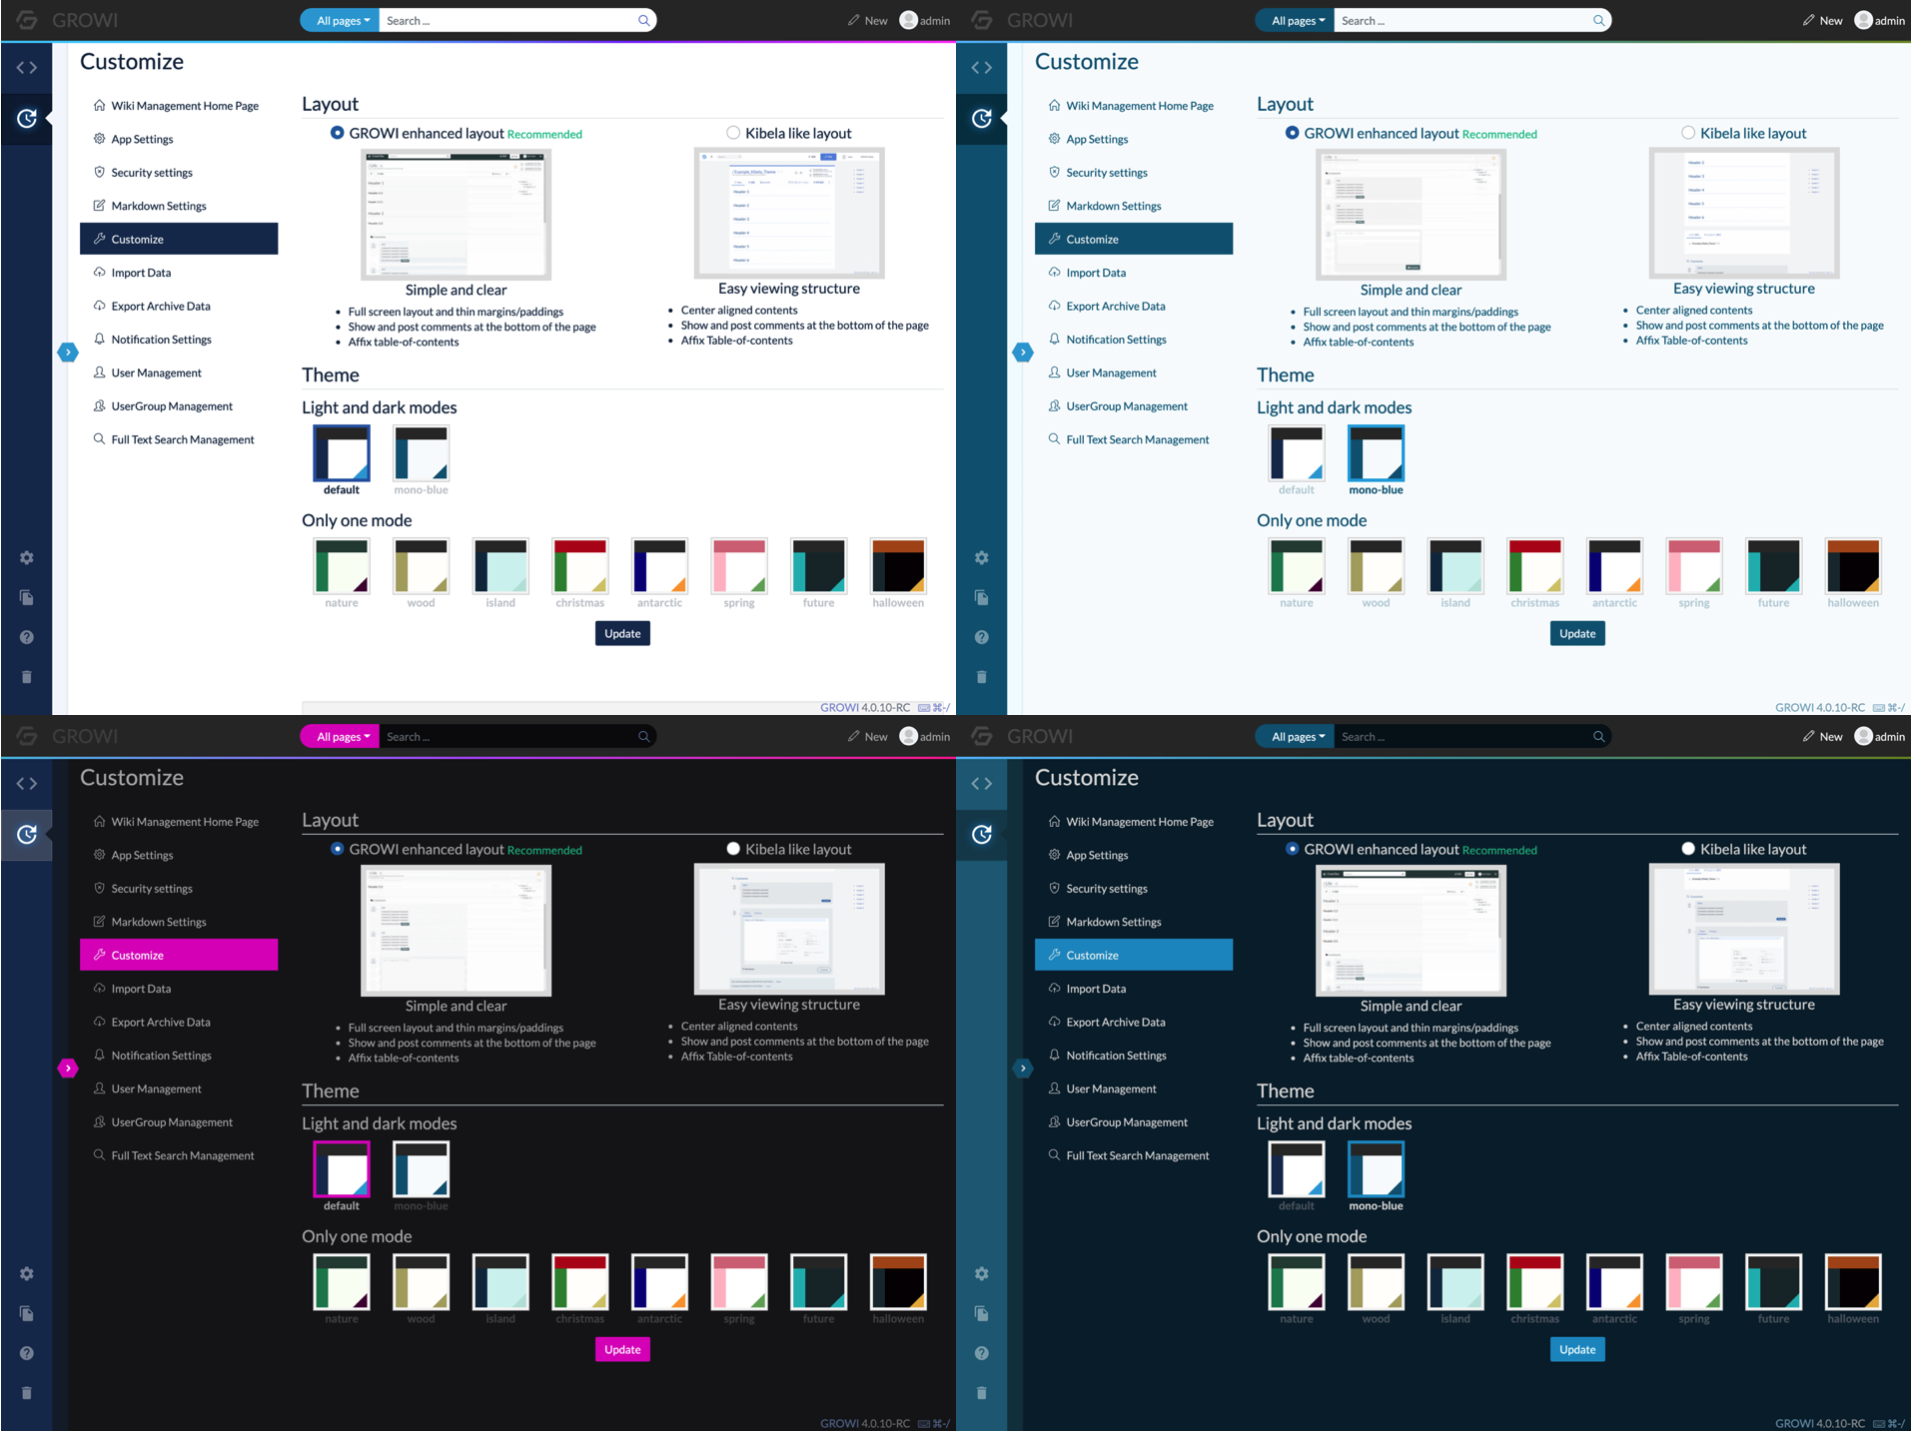 GROWI
All pages
Search ...
New
admin
Customize
Wiki Management Home Page
App Settings
Security settings
Markdown Settings
Customize
Import Data
Export Archive Data
Notification Settings
User Management
UserGroup Management
Full Text Search Management
Layout
GROWI enhanced layout Recommended
Simple and clear
Full screen layout and thin margins/paddings
Show and post comments at the bottom of the page
Affix table-of-contents
Kibela like layout
Easy viewing structure
Center aligned contents
Show and post comments at the bottom of the page
Affix Table-of-contents
Theme
Light and dark modes
default mono-blue
Only one mode
nature wood island christmas antarctic spring future halloween
Update
GROWI 4.0.10-RC ⌘-/
GROWI
All pages
Search ...
New
admin
Customize
Wiki Management Home Page
App Settings
Security settings
Markdown Settings
Customize
Import Data
Export Archive Data
Notification Settings
User Management
UserGroup Management
Full Text Search Management
Layout
GROWI enhanced layout Recommended
Simple and clear
Full screen layout and thin margins/paddings
Show and post comments at the bottom of the page
Affix table-of-contents
Kibela like layout
Easy viewing structure
Center aligned contents
Show and post comments at the bottom of the page
Affix Table-of-contents
Theme
Light and dark modes
default mono-blue
Only one mode
nature wood island christmas antarctic spring future halloween
Update
GROWI 4.0.10-RC ⌘-/
GROWI
All pages
Search ...
New
admin
Customize
Wiki Management Home Page
App Settings
Security settings
Markdown Settings
Customize
Import Data
Export Archive Data
Notification Settings
User Management
UserGroup Management
Full Text Search Management
Layout
GROWI enhanced layout Recommended
Simple and clear
Full screen layout and thin margins/paddings
Show and post comments at the bottom of the page
Affix table-of-contents
Kibela like layout
Easy viewing structure
Center aligned contents
Show and post comments at the bottom of the page
Affix Table-of-contents
Theme
Light and dark modes
default mono-blue
Only one mode
nature wood island christmas antarctic spring future halloween
Update
GROWI 4.0.10-RC ⌘-/
GROWI
All pages
Search ...
New
admin
Customize
Wiki Management Home Page
App Settings
Security settings
Markdown Settings
Customize
Import Data
Export Archive Data
Notification Settings
User Management
UserGroup Management
Full Text Search Management
Layout
GROWI enhanced layout Recommended
Simple and clear
Full screen layout and thin margins/paddings
Show and post comments at the bottom of the page
Affix table-of-contents
Kibela like layout
Easy viewing structure
Center aligned contents
Show and post comments at the bottom of the page
Affix Table-of-contents
Theme
Light and dark modes
default mono-blue
Only one mode
nature wood island christmas antarctic spring future halloween
Update
GROWI 4.0.10-RC ⌘-/